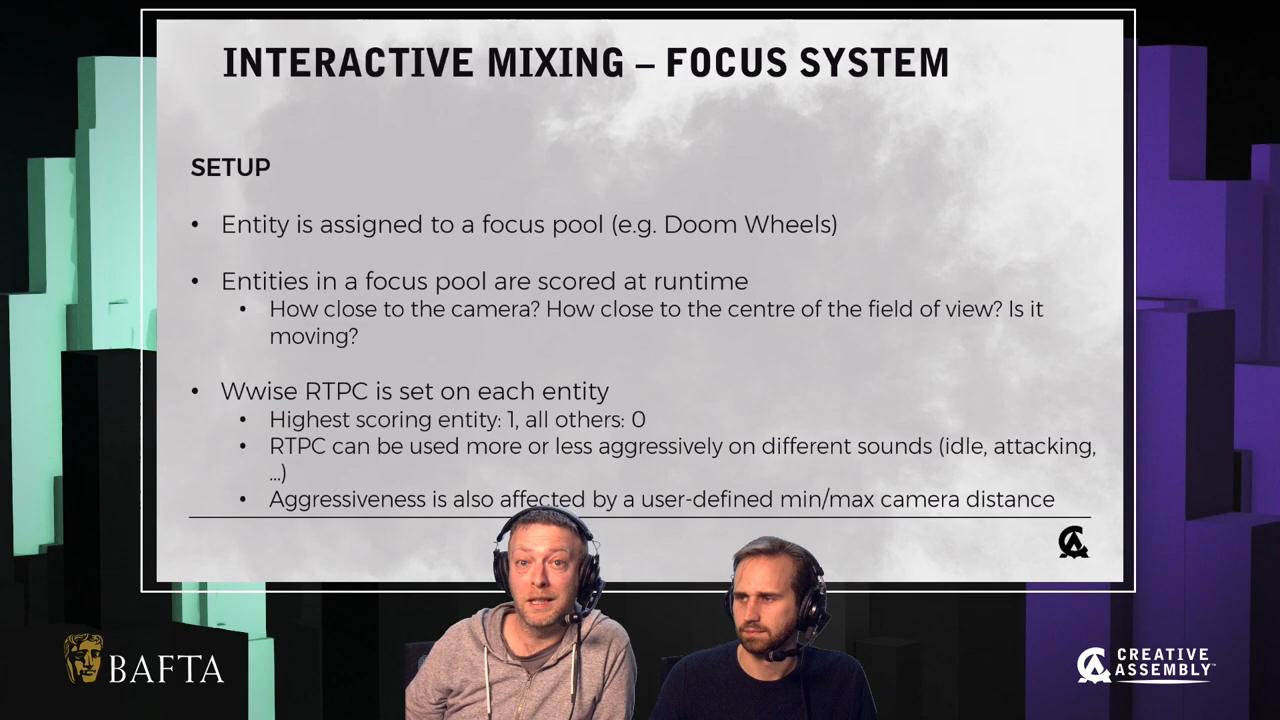 INTERACTIVE MIXING – FOCUS SYSTEM
SETUP
• Entity is assigned to a focus pool (e.g. Doom Wheels)
• Entities in a focus pool are scored at runtime
• How close to the camera? How close to the centre of the field of view? Is it
moving?
• Wwise RTPC is set on each entity
• Highest scoring entity: 1, all others: 0
• RTPC can be used more or less aggressively on different sounds (idle, attacking,
...)
• Aggressiveness is also affected by a user-defined min/max camera distance
BAFTA
CREATIVE
ASSEMBLY™